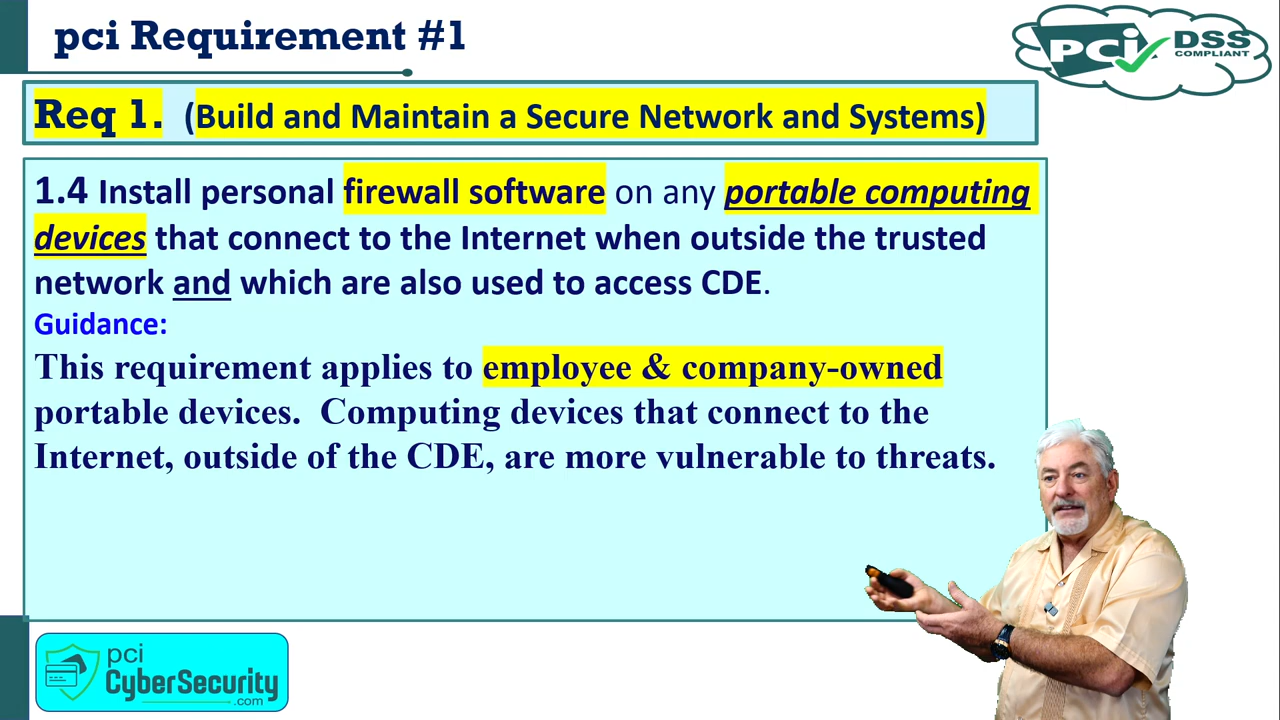 pci Requirement #1
PCi DSS
COMPLIANT
Req 1. (Build and Maintain a Secure Network and Systems)
1.4 Install personal firewall software on any portable computing
devices that connect to the Internet when outside the trusted
network and which are also used to access CDE.
Guidance:
This requirement applies to employee & company-owned
portable devices. Computing devices that connect to the
Internet, outside of the CDE, are more vulnerable to threats.
pci
CyberSecurity
.com